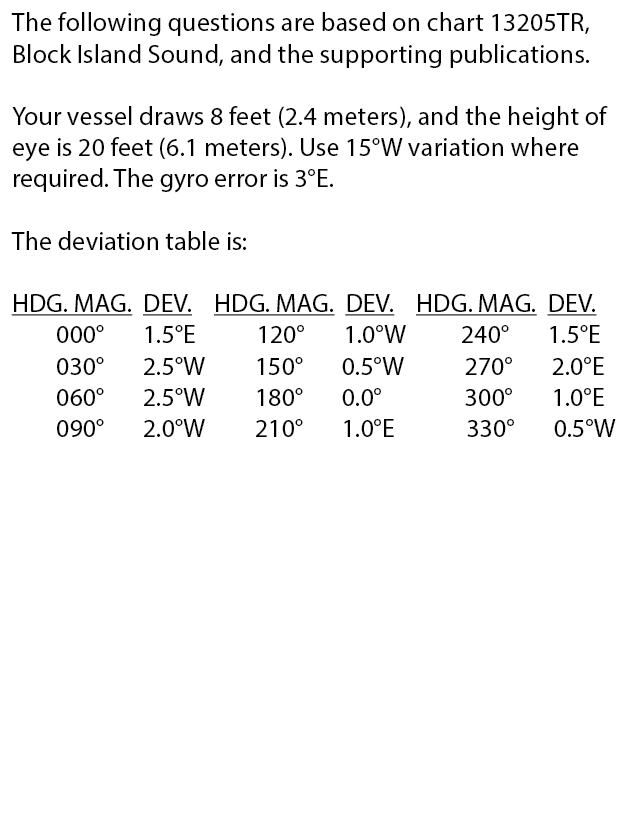 The following questions are based on chart 13205TR,
Block Island Sound, and the supporting publications.
Your vessel draws 8 feet (2.4 meters), and the height of
eye is 20 feet (6.1 meters). Use 15°W variation where
required. The gyro error is 3°E.
The deviation table is:
HDG. MAG. DEV. HDG. MAG. DEV. HDG. MAG. DEV.
000° 1.5°E 120° 1.0°W 240° 1.5°E
030° 2.5°W 150° 0.5°W 270° 2.0°E
060° 2.5°W 180° 0.0° 300° 1.0°E
090° 2.0°W 210° 1.0°E 330° 0.5°W